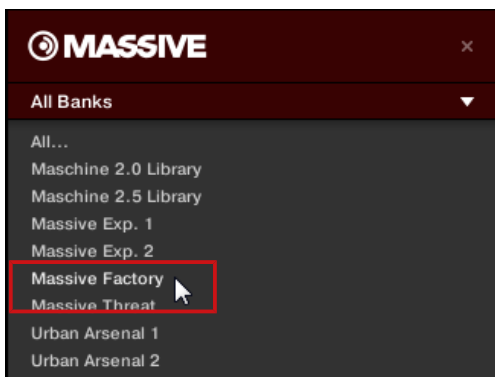 MASSIVE
All Banks
All...
Maschine 2.0 Library
Maschine 2.5 Library
Massive Exp. 1
Massive Exp. 2
Massive Factory
Massive Threat
Urban Arsenal 1
Urban Arsenal 2